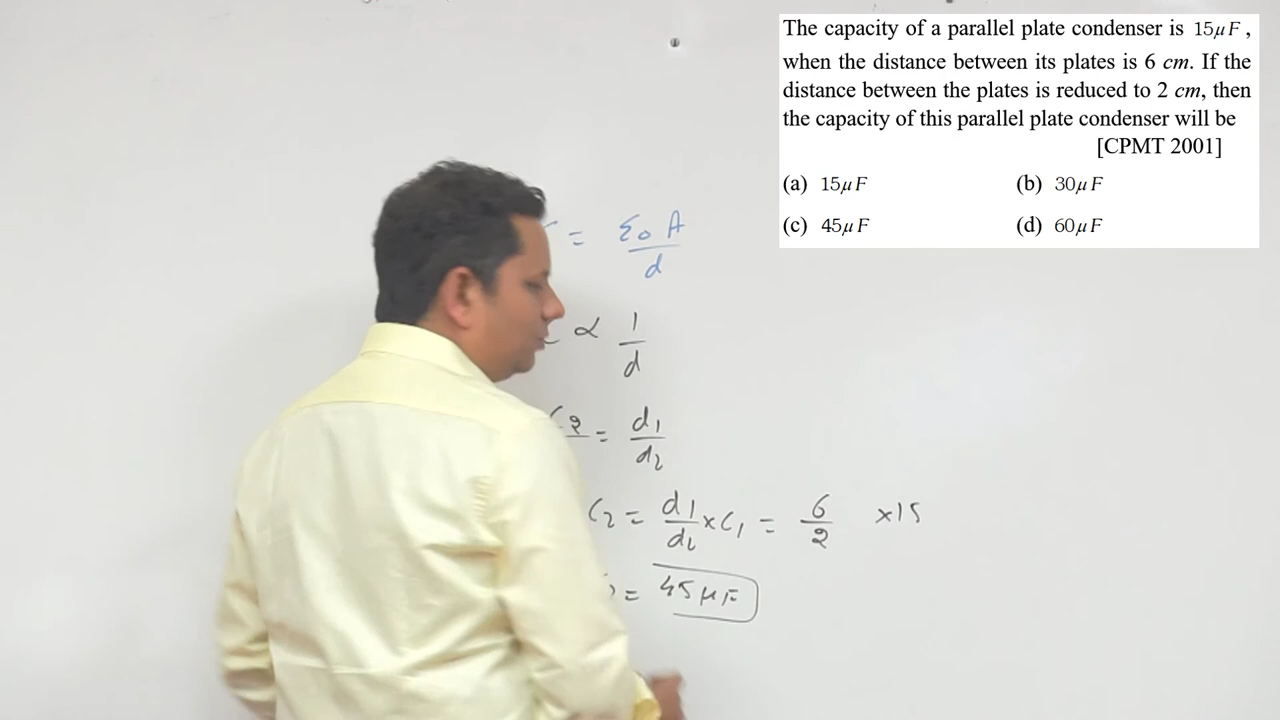 The capacity of a parallel plate condenser is 15μF,
when the distance between its plates is 6 cm. If the
distance between the plates is reduced to 2 cm, then
the capacity of this parallel plate condenser will be
[CPMT 2001]
(a) 15μF (b) 30μF
(c) 45μF (d) 60μF
= ε₀A/d
∝ 1/d
C₂ = d₁/d₂
C₂ = d₁/d₂ × C₁ = 6/2 ×15
= 45μF